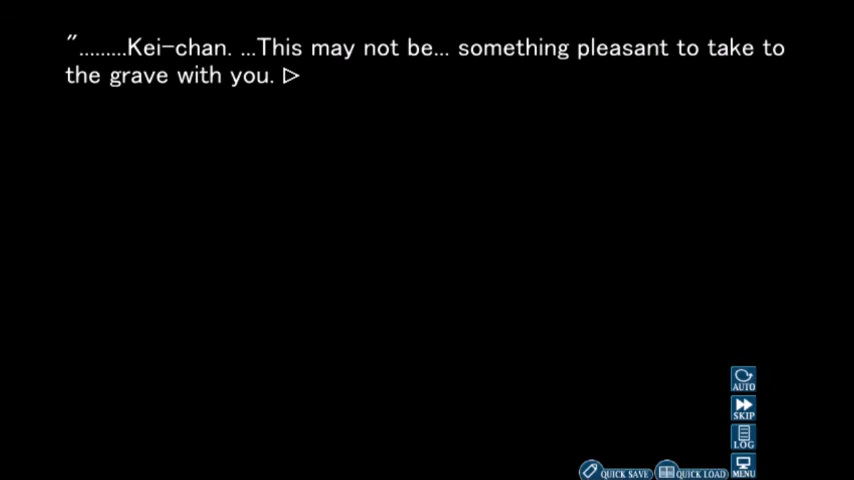 ".........Kei-chan. ...This may not be... something pleasant to take to
the grave with you.
AUTO
SKIP
LOG
MENU
QUICK SAVE
QUICK LOAD